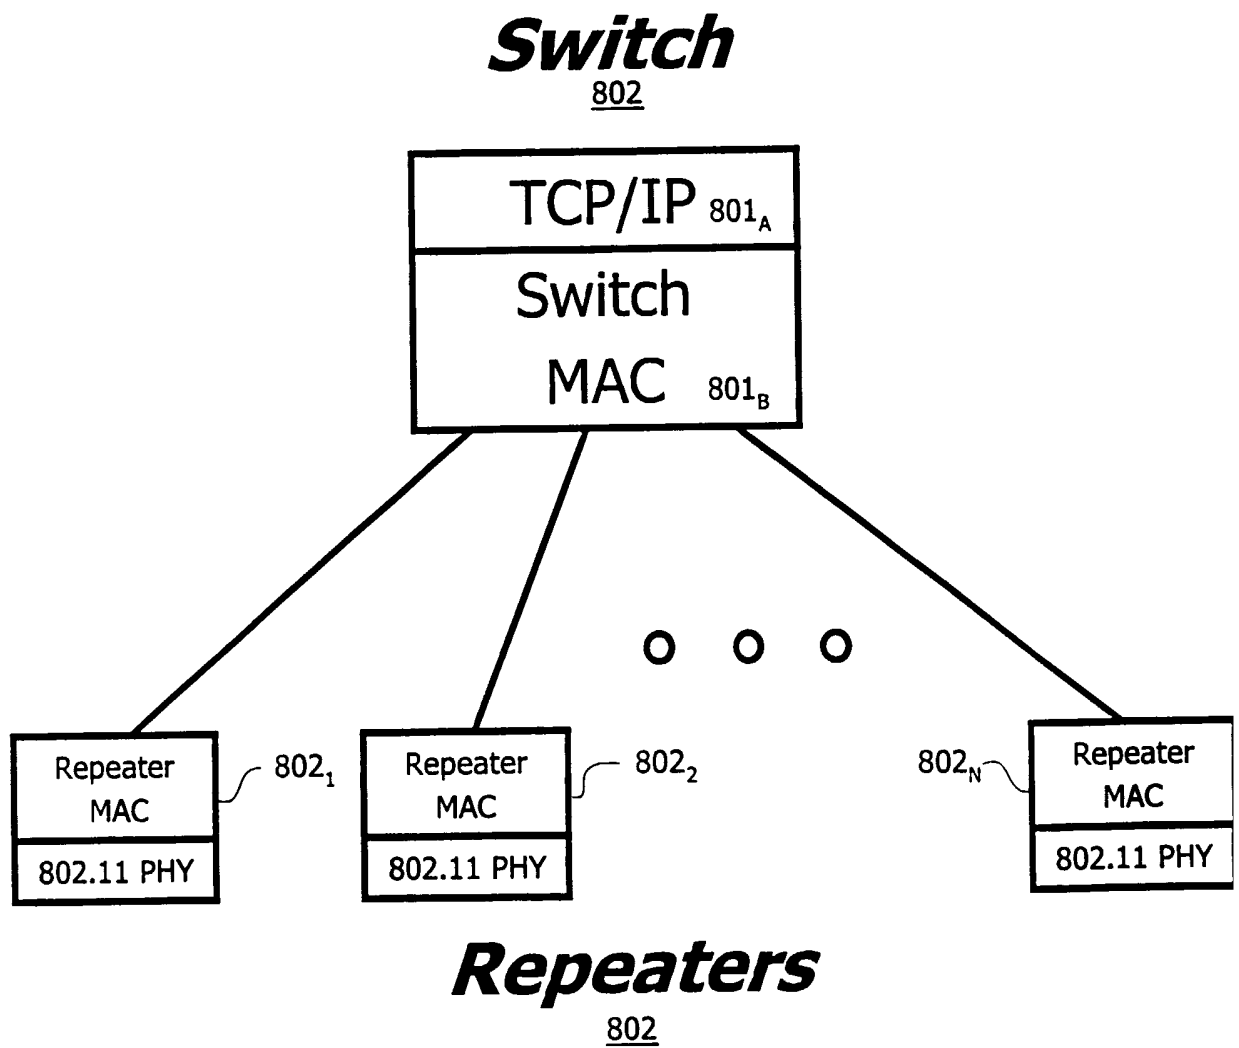 Switch
802
TCP/IP 801A
Switch
MAC 801B
Repeater
MAC
802.11 PHY
8021
Repeater
MAC
802.11 PHY
8022
802N
Repeater
MAC
802.11 PHY
Repeaters
802